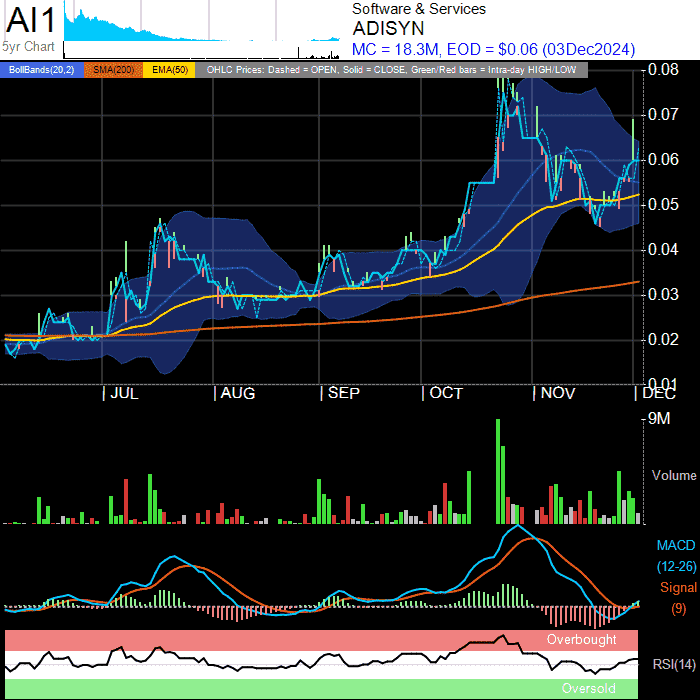 AI1
5yr Chart
Software & Services
ADISYN
MC = 18.3M, EOD = $0.06 (03Dec2024)
BollBands(20,2) SMA(200) EMA(50) OHLC Prices: Dashed = OPEN, Solid = CLOSE, Green/Red bars = Intra-day HIGH/LOW
0.08
0.07
0.06
0.05
0.04
0.03
0.02
0.01
| JUL | AUG | SEP | OCT | NOV | DEC
9M
Volume
MACD
(12-26)
Signal
(9)
Overbought
RSI(14)
Oversold